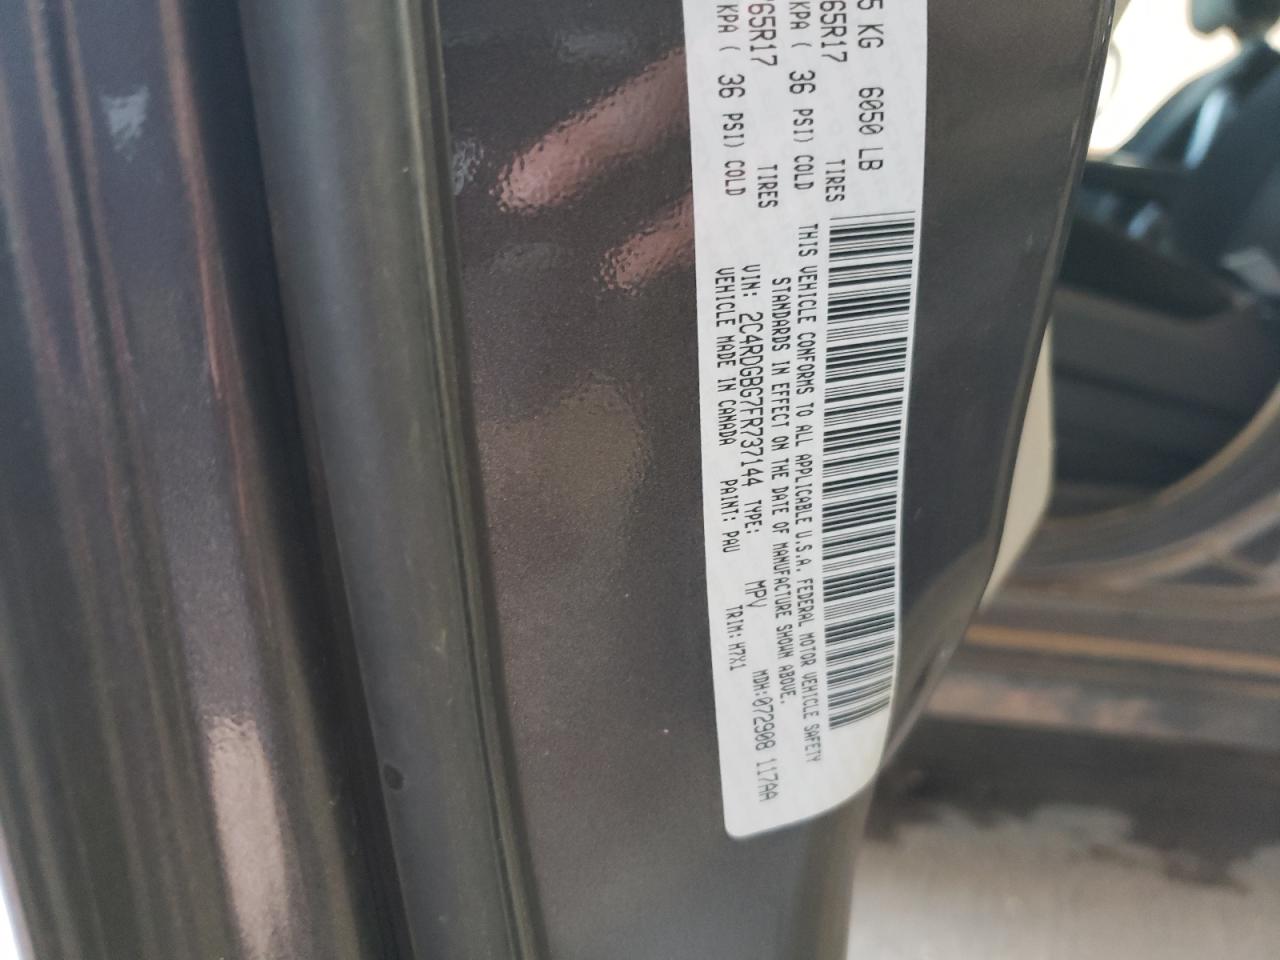 5 KG 6050 LB
65R17 TIRES
KPA ( 36 PSI) COLD
65R17 TIRES
KPA ( 36 PSI) COLD
THIS VEHICLE CONFORMS TO ALL APPLICABLE U.S.A. FEDERAL MOTOR VEHICLE SAFETY
STANDARDS IN EFFECT ON THE DATE OF MANUFACTURE SHOWN ABOVE.
VIN: 2C4RDGBG7FR737144 TYPE: MPV MDH:072908 117AA
VEHICLE MADE IN CANADA PAINT: PAU TRIM: H7X1